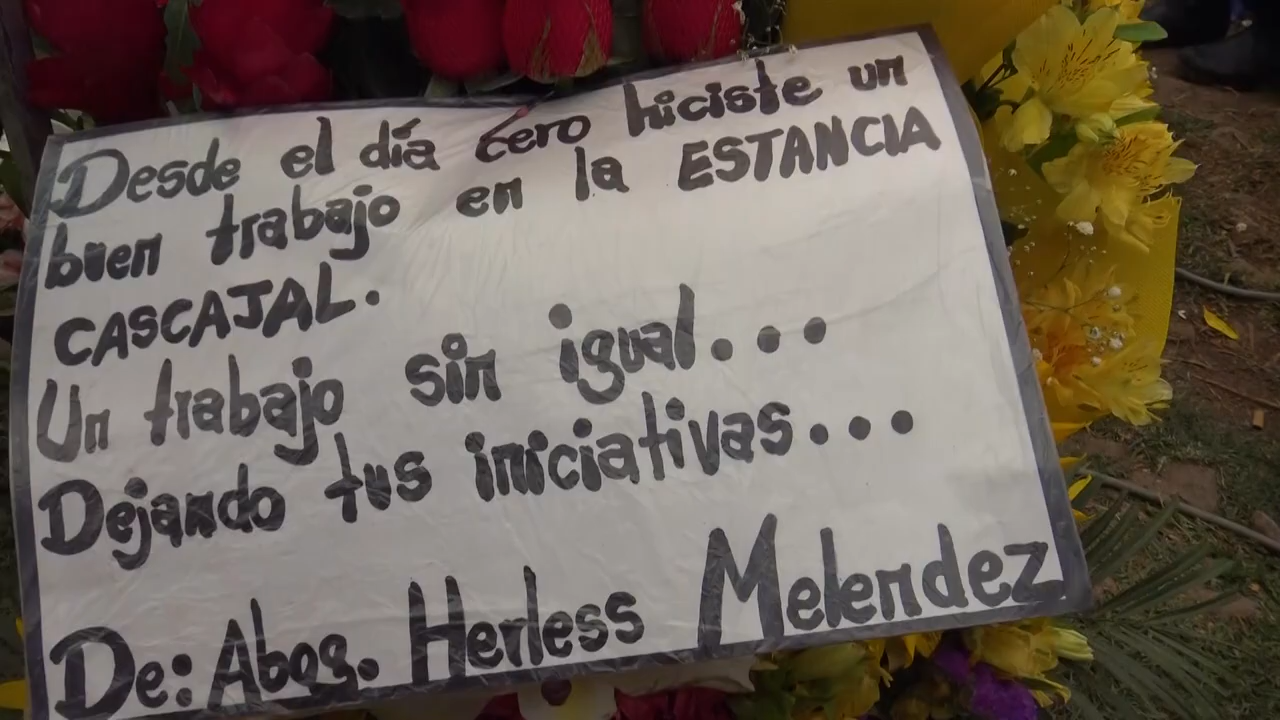 Desde el día cero hiciste un
buen trabajo en la ESTANCIA
CASCAJAL.
Un trabajo sin igual...
Dejando tus iniciativas...
De: Abog. Herless Melendez